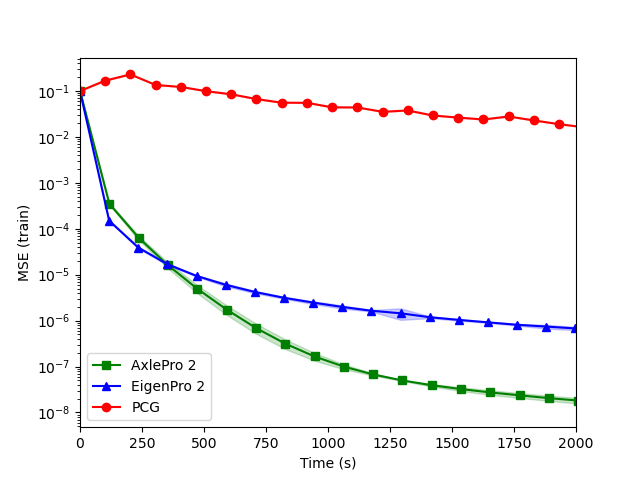 10⁻¹
10⁻²
10⁻³
10⁻⁴
10⁻⁵
10⁻⁶
10⁻⁷
10⁻⁸
MSE (train)
AxlePro 2
EigenPro 2
PCG
0 250 500 750 1000 1250 1500 1750 2000
Time (s)